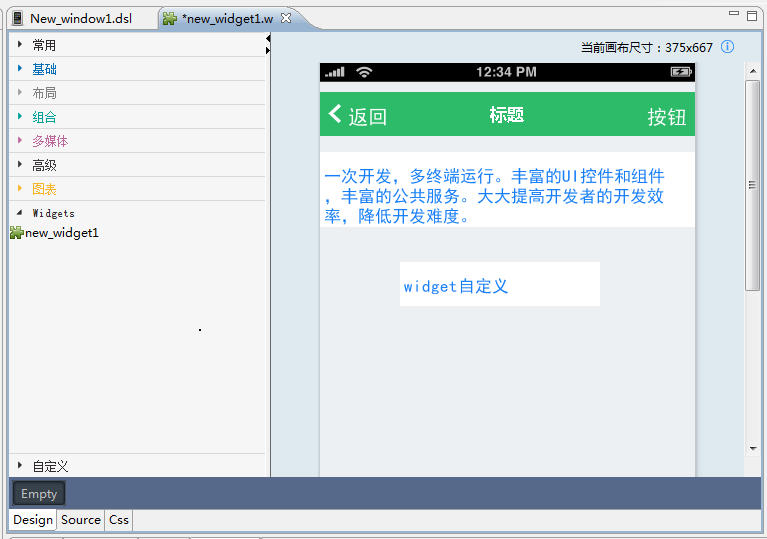 New_window1.dsl
*new_widget1.w
常用
基础
布局
组合
多媒体
高级
图表
Widgets
new_widget1
自定义
当前画布尺寸：375x667
12:34 PM
返回
标题
按钮
一次开发，多终端运行。丰富的UI控件和组件
，丰富的公共服务。大大提高开发者的开发效
率，降低开发难度。
widget自定义
Empty
Design
Source
Css